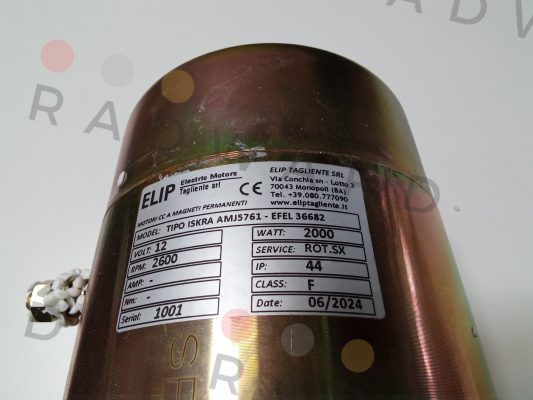 ELIP Electric Motors Tagliente srl
CE
ELIP TAGLIENTE SRL
Via Conchia sn - Lotto 3
70043 Monopoli (BA)
Tel. +39.080.777090
www.eliptagliente.it
MOTORI CC A MAGNETI PERMANENTI
MODEL: TIPO ISKRA AMJ5761 - EFEL 36682
VOLT: 12
WATT: 2000
RPM: 2600
SERVICE: ROT.SX
AMP: -
IP: 44
Nm: -
CLASS: F
Serial: 1001
Date: 06/2024